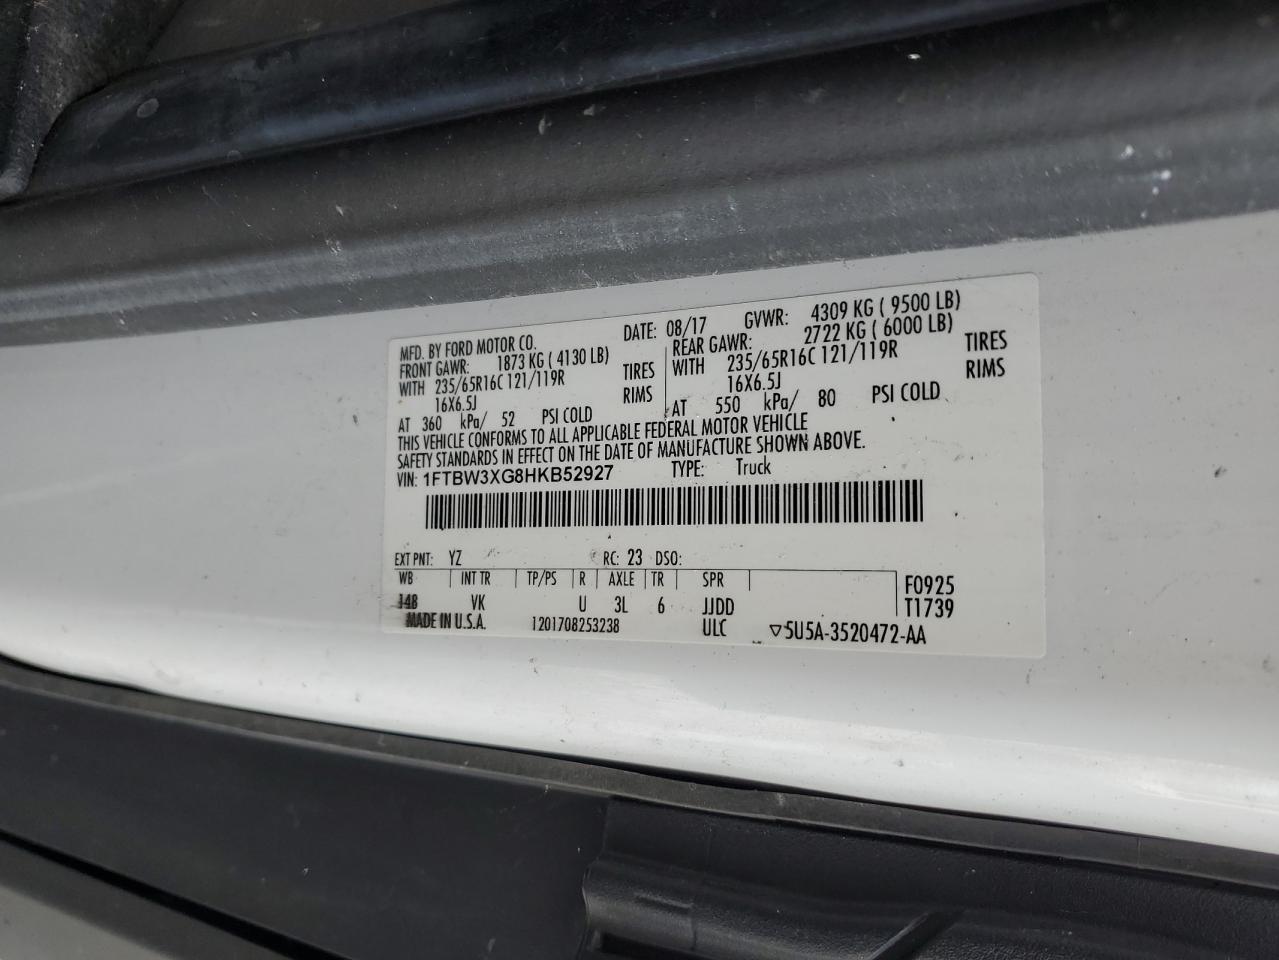 MFD. BY FORD MOTOR CO. DATE: 08/17 GVWR: 4309 KG ( 9500 LB)
FRONT GAWR: 1873 KG ( 4130 LB) REAR GAWR: 2722 KG ( 6000 LB)
WITH 235/65R16C 121/119R TIRES WITH 235/65R16C 121/119R TIRES
16X6.5J RIMS 16X6.5J RIMS
AT 360 kPa/ 52 PSI COLD AT 550 kPa/ 80 PSI COLD
THIS VEHICLE CONFORMS TO ALL APPLICABLE FEDERAL MOTOR VEHICLE
SAFETY STANDARDS IN EFFECT ON THE DATE OF MANUFACTURE SHOWN ABOVE.
VIN: 1FTBW3XG8HKB52927 TYPE: Truck
EXT PNT: YZ RC: 23 DSO:
WB INT TR TP/PS R AXLE TR SPR F0925
148 VK U 3L 6 JJDD T1739
MADE IN U.S.A. 1201708253238 ULC ▽5U5A-3520472-AA